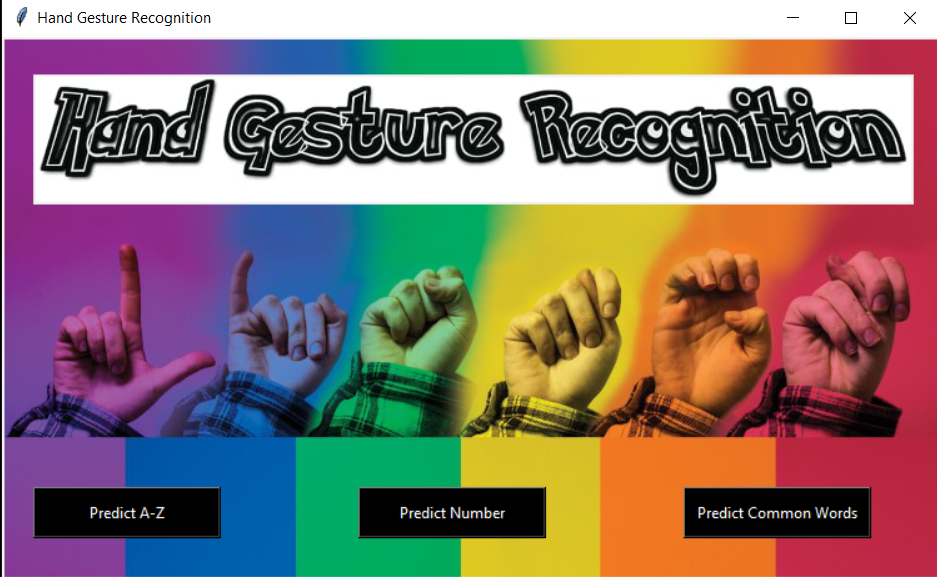 Hand Gesture Recognition
Hand Gesture Recognition
Predict A-Z
Predict Number
Predict Common Words